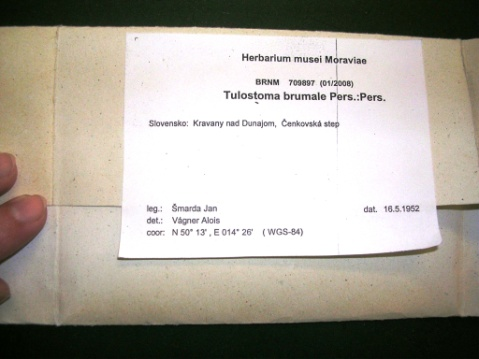 Herbarium musei Moraviae
BRNM 709897 (01/2008)
Tulostoma brumale Pers.:Pers.
Slovensko: Kravany nad Dunajom, Čenkovská step
leg.: Šmarda Jan dat. 16.5.1952
det.: Vágner Alois
coor: N 50° 13' , E 014° 26' ( WGS-84)